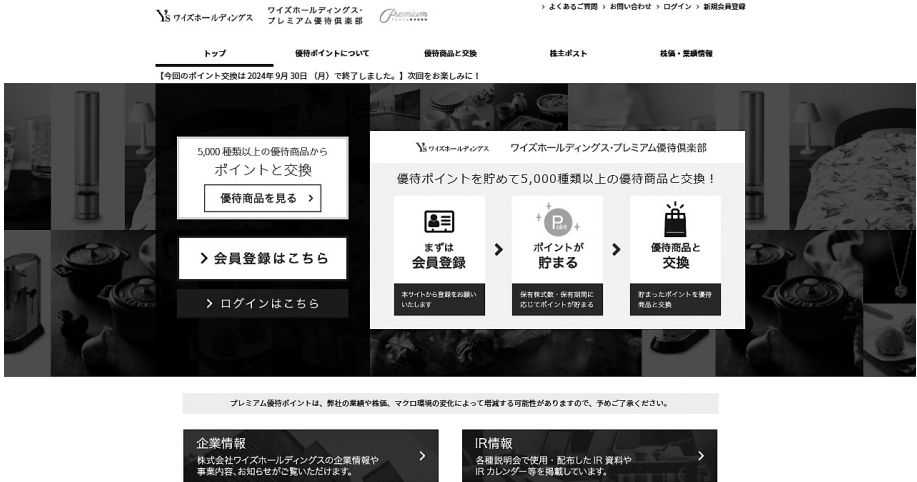 Y's ワイズホールディングス
ワイズホールディングス・
プレミアム優待倶楽部
Premium
› よくあるご質問 › お問い合わせ › ログイン › 新規会員登録
トップ
優待ポイントについて
優待商品と交換
株主ポスト
株価・業績情報
【今回のポイント交換は 2024年 9月 30日 (月) で終了しました。】次回をお楽しみに！
5,000 種類以上の優待商品から
ポイントと交換
優待商品を見る
会員登録はこちら
ログインはこちら
Y's ワイズホールディングス
ワイズホールディングス・プレミアム優待倶楽部
優待ポイントを貯めて5,000種類以上の優待商品と交換！
まずは
会員登録
本サイトから登録をお願い
いたします
Point
ポイントが
貯まる
保有株式数・保有期間に
応じてポイントが貯まる
優待商品と
交換
貯まったポイントを優待
商品と交換
プレミアム優待ポイントは、弊社の業績や株価、マクロ環境の変化によって増減する可能性がありますので、予めご了承ください。
企業情報
株式会社ワイズホールディングスの企業情報や
事業内容、お知らせがご覧いただけます。
IR情報
各種説明会で使用・配布した IR 資料や
IR カレンダー等を掲載しています。